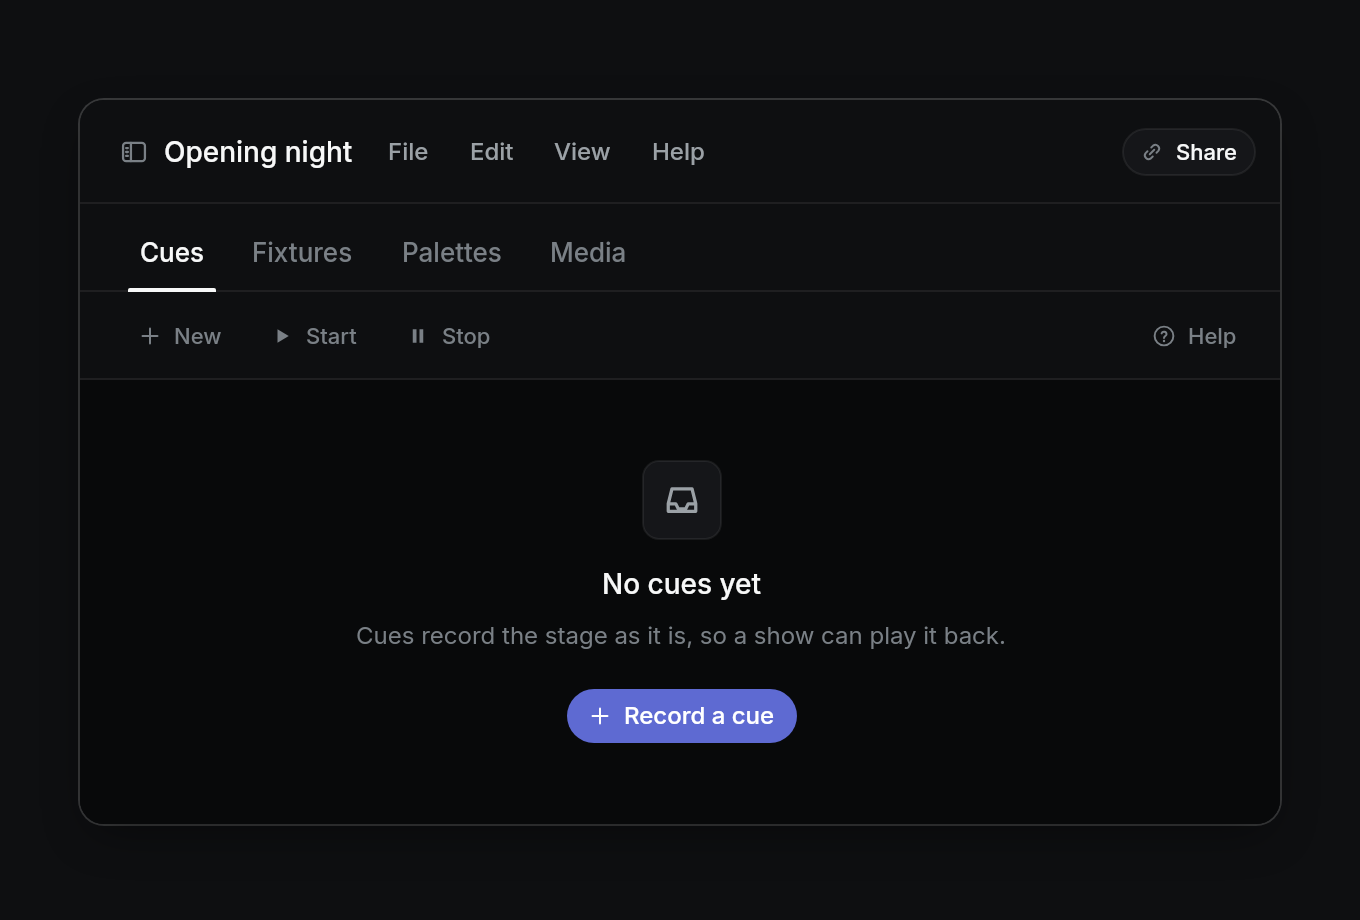 Opening night File Edit View Help Share
Cues Fixtures Palettes Media
New Start Stop Help
No cues yet
Cues record the stage as it is, so a show can play it back.
Record a cue